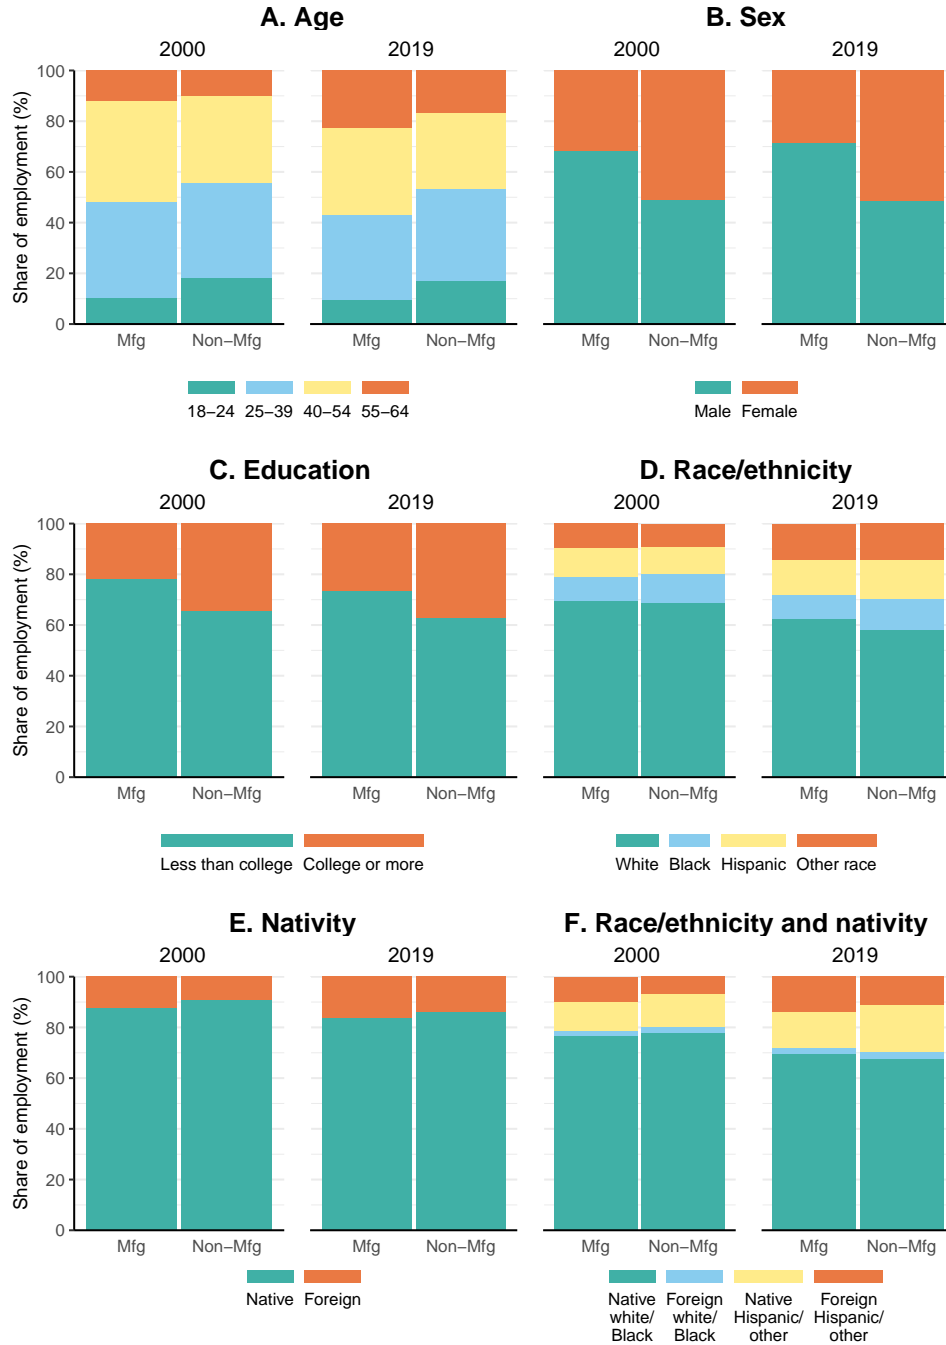 A. Age
2000 2019
Share of employment (%)
100
80
60
40
20
0
Mfg Non−Mfg Mfg Non−Mfg
18−24 25−39 40−54 55−64
B. Sex
2000 2019
Mfg Non−Mfg Mfg Non−Mfg
Male Female
C. Education
2000 2019
Share of employment (%)
100
80
60
40
20
0
Mfg Non−Mfg Mfg Non−Mfg
Less than college College or more
D. Race/ethnicity
2000 2019
Mfg Non−Mfg Mfg Non−Mfg
White Black Hispanic Other race
E. Nativity
2000 2019
Share of employment (%)
100
80
60
40
20
0
Mfg Non−Mfg Mfg Non−Mfg
Native Foreign
F. Race/ethnicity and nativity
2000 2019
Mfg Non−Mfg Mfg Non−Mfg
Native Foreign Native Foreign
white/ white/ Hispanic/ Hispanic/
Black Black other other